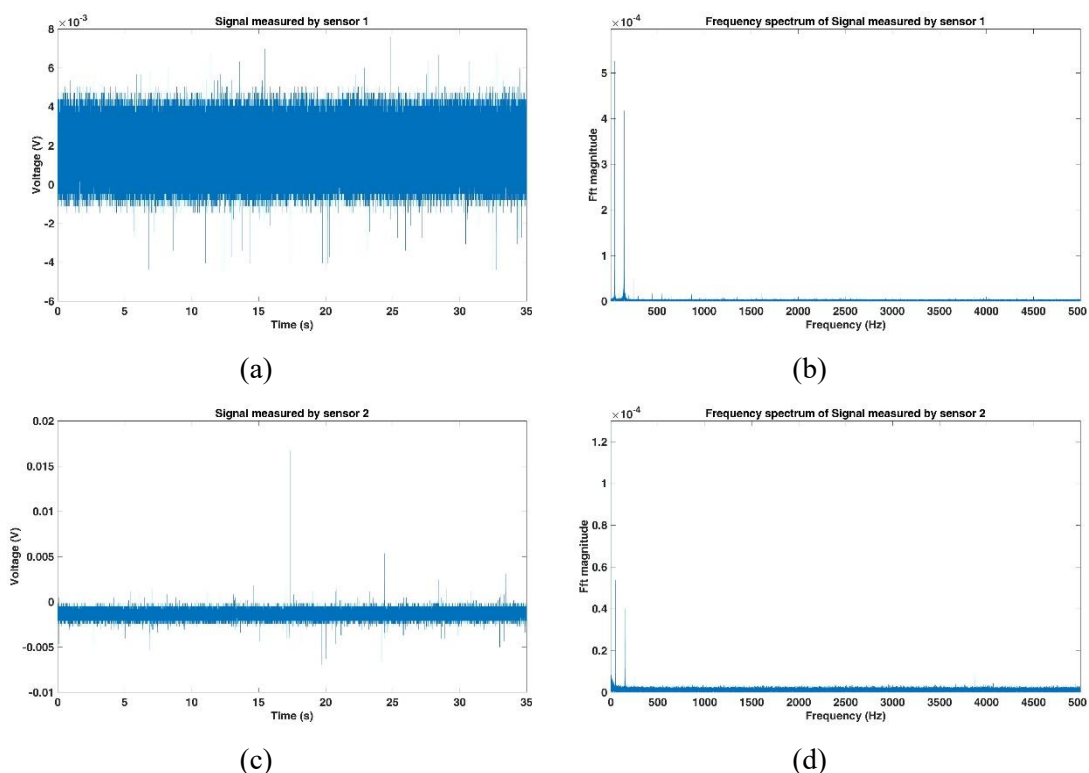 Signal measured by sensor 1
×10⁻³
8
6
4
2
0
-2
-4
-6
Voltage (V)
0 5 10 15 20 25 30 35
Time (s)
(a)
Frequency spectrum of Signal measured by sensor 1
×10⁻⁴
5
4
3
2
1
0
Fft magnitude
500 1000 1500 2000 2500 3000 3500 4000 4500 500
Frequency (Hz)
(b)
Signal measured by sensor 2
0.02
0.015
0.01
0.005
0
-0.005
-0.01
Voltage (V)
0 5 10 15 20 25 30 35
Time (s)
(c)
Frequency spectrum of Signal measured by sensor 2
×10⁻⁴
1.2
1
0.8
0.6
0.4
0.2
0
Fft magnitude
0 500 1000 1500 2000 2500 3000 3500 4000 4500 500
Frequency (Hz)
(d)